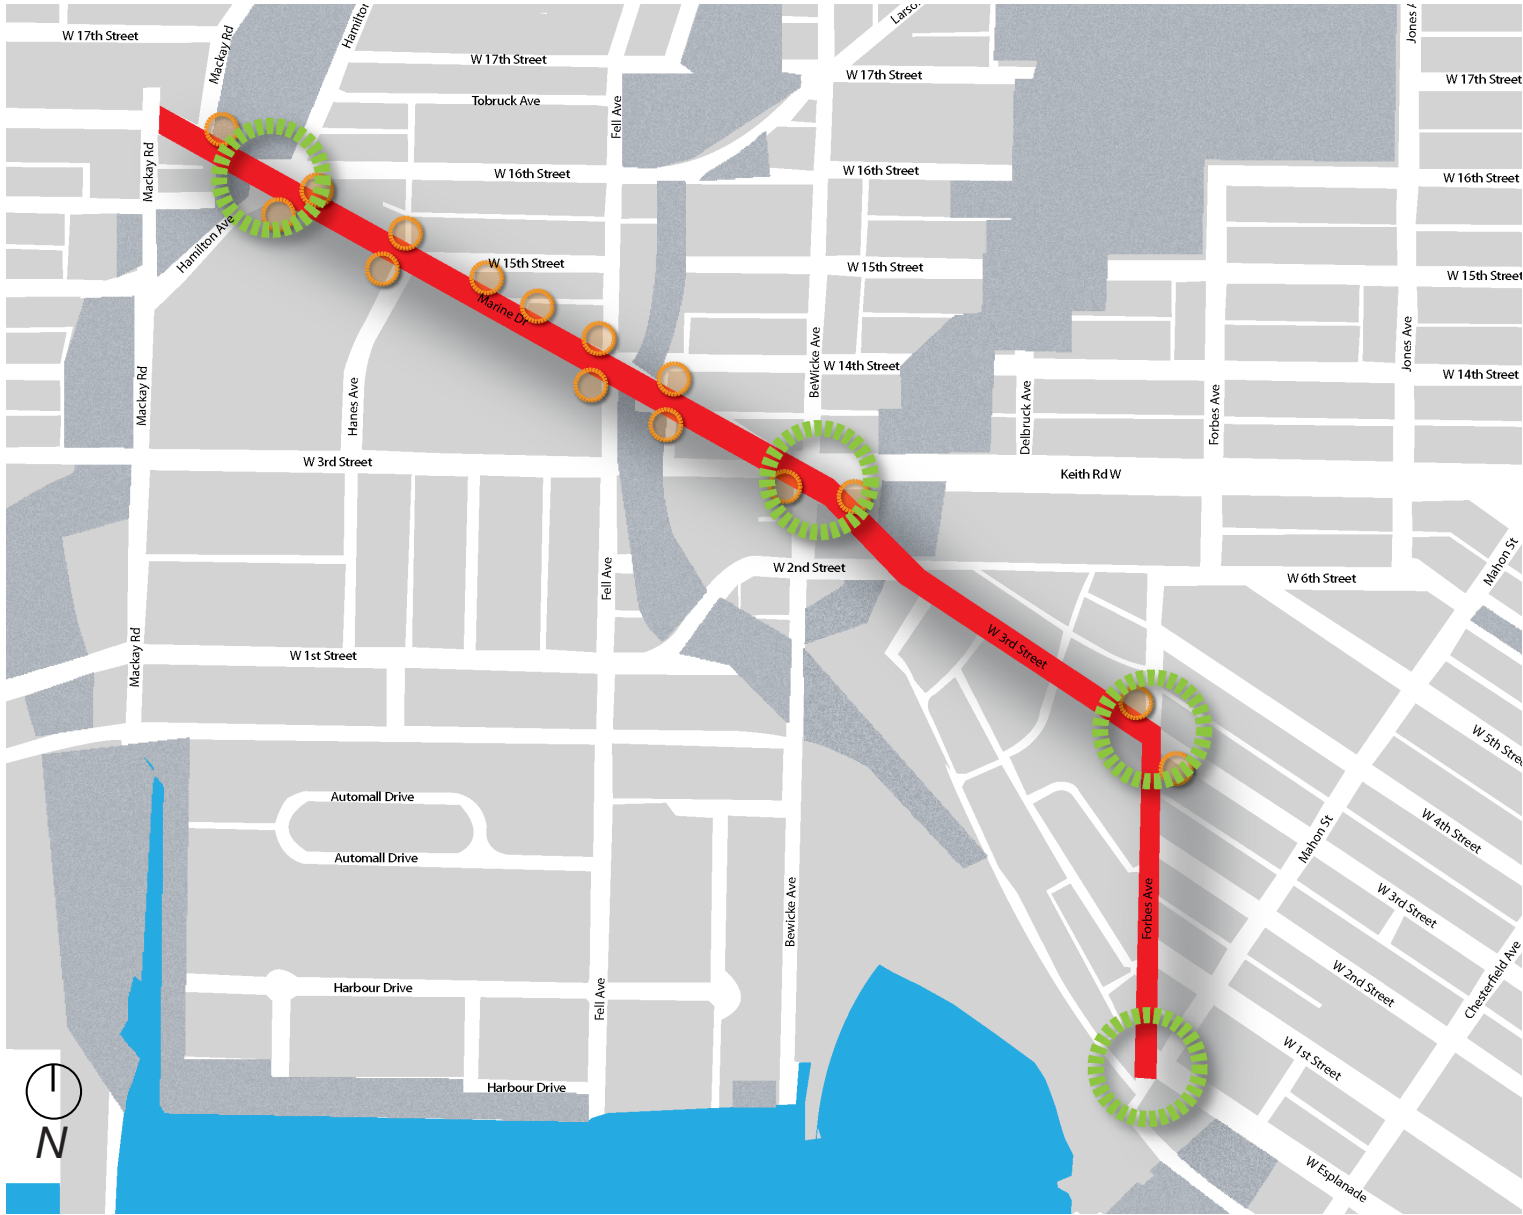 W 17th Street
Mackay Rd
Hamilton
Larso
Jones A
W 17th Street
W 17th Street
W 17th Street
Tobruck Ave
Fell Ave
Mackay Rd
W 16th Street
W 16th Street
W 16th Street
Hamilton Ave
W 15th Street
W 15th Street
W 15th Street
Marine Dr
BeWicke Ave
Jones Ave
W 14th Street
W 14th Street
Mackay Rd
Hanes Ave
Delbruck Ave
Forbes Ave
W 3rd Street
Keith Rd W
Fell Ave
W 2nd Street
W 6th Street
Mahon St
Mackay Rd
W 1st Street
W 3rd Street
W 5th Stree
Automall Drive
Automall Drive
W 4th Street
Mahon St
Bewicke Ave
Forbes Ave
W 3rd Street
Harbour Drive
Fell Ave
W 2nd Street
Chesterfield Ave
W 1st Street
Harbour Drive
N
W Esplanade